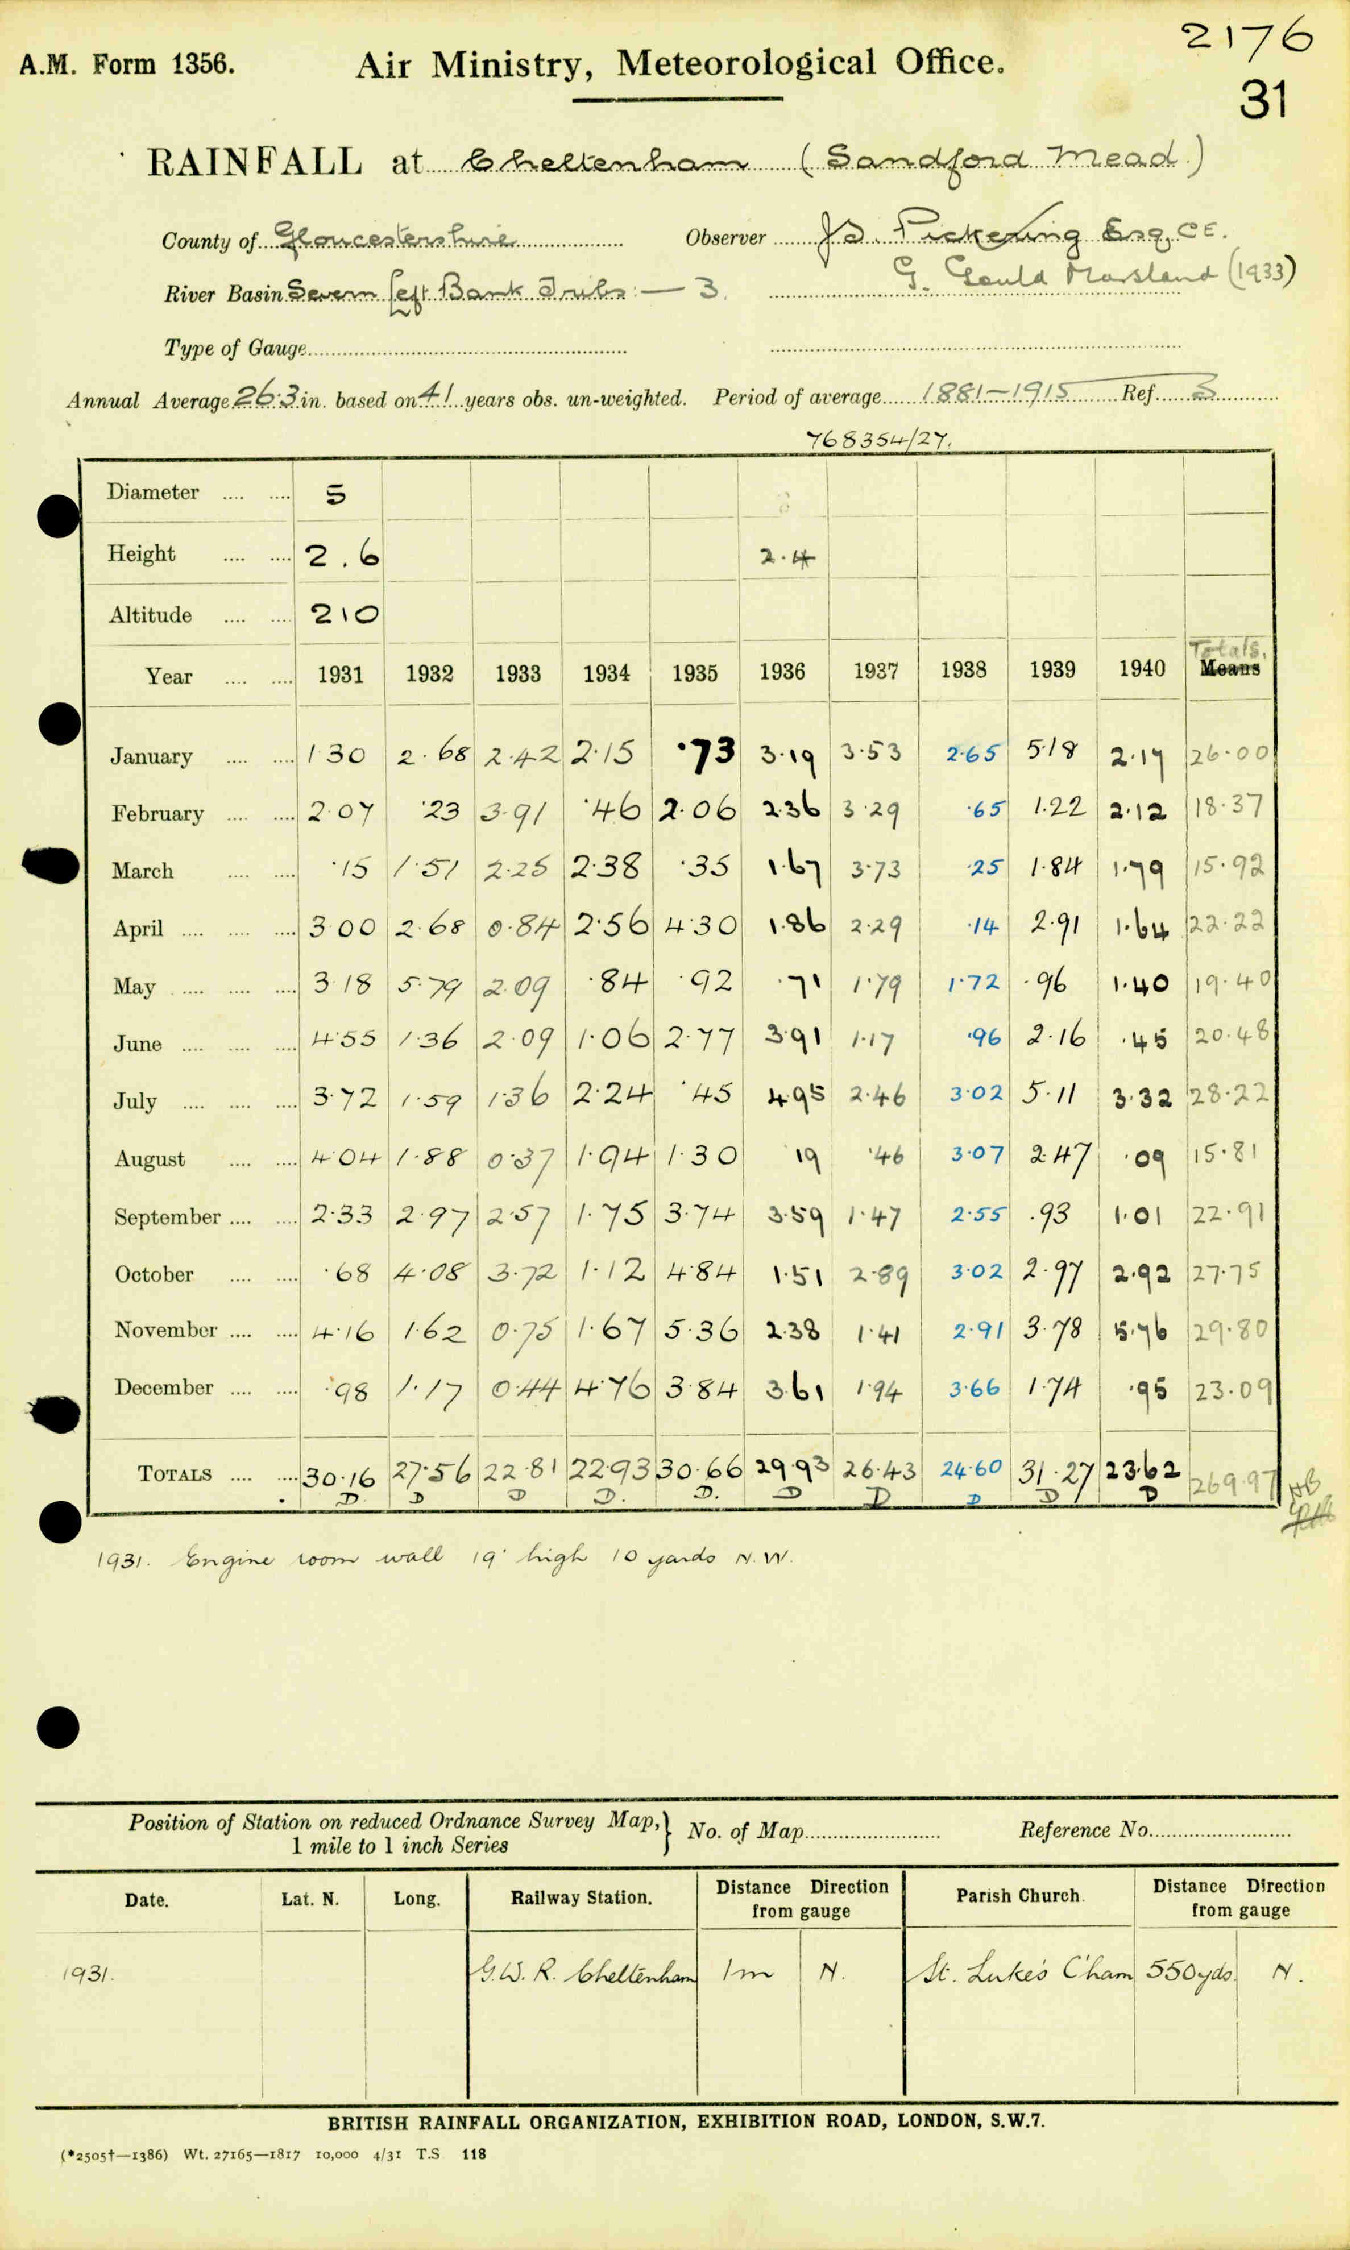 2176
A.M. Form 1356. Air Ministry, Meteorological Office.
31
RAINFALL at Cheltenham (Sandford Mead)
County of Gloucestershire Observer J.S. Pickering Esq. C.E.
G. Gould Marsland (1933)
River Basin Severn Left Bank Tribs — 3.
Type of Gauge
Annual Average 26.3 in. based on 41 years obs. un-weighted. Period of average 1881–1915 Ref. S
768354/27.
Diameter .... .... 5
Height .... .... 2.6 2.4
Altitude .... .... 210
Totals.
Year .... .... 1931 1932 1933 1934 1935 1936 1937 1938 1939 1940 Means
January .... .... 1.30 2.68 2.42 2.15 .73 3.19 3.53 2.65 5.18 2.17 26.00
February .... .... 2.07 .23 3.91 .46 2.06 2.36 3.29 .65 1.22 2.12 18.37
March .... .... .15 1.51 2.25 2.38 .35 1.67 3.73 .25 1.84 1.79 15.92
April .... .... .... 3.00 2.68 0.84 2.56 4.30 1.86 2.29 .14 2.91 1.64 22.22
May .... .... .... 3.18 5.79 2.09 .84 .92 .71 1.79 1.72 .96 1.40 19.40
June .... .... .... 4.55 1.36 2.09 1.06 2.77 3.91 1.17 .96 2.16 .45 20.48
July .... .... .... 3.72 1.59 1.36 2.24 .45 4.95 2.46 3.02 5.11 3.32 28.22
August .... .... 4.04 1.88 0.37 1.94 1.30 .19 .46 3.07 2.47 .09 15.81
September .... .... 2.33 2.97 2.57 1.75 3.74 3.59 1.47 2.55 .93 1.01 22.91
October .... .... .68 4.08 3.72 1.12 4.84 1.51 2.89 3.02 2.97 2.92 27.75
November .... .... 4.16 1.62 0.75 1.67 5.36 2.38 1.41 2.91 3.78 5.76 29.80
December .... .... .98 1.17 0.44 4.76 3.84 3.61 1.94 3.66 1.74 .95 23.09
TOTALS .... .... 30.16 27.56 22.81 22.93 30.66 29.93 26.43 24.60 31.27 23.62 269.97
D. D D D. D. D D D D D
1931. Engine room wall 19' high 10 yards N.W.
Position of Station on reduced Ordnance Survey Map,} No. of Map Reference No.
1 mile to 1 inch Series
Date. Lat. N. Long. Railway Station. Distance Direction from gauge Parish Church Distance Direction from gauge
1931. G.W.R. Cheltenham 1m N. St. Luke's C'ham 550yds. N.
BRITISH RAINFALL ORGANIZATION, EXHIBITION ROAD, LONDON, S.W.7.
(*2505†—1386) Wt. 27165—1817 10,000 4/31 T.S 118